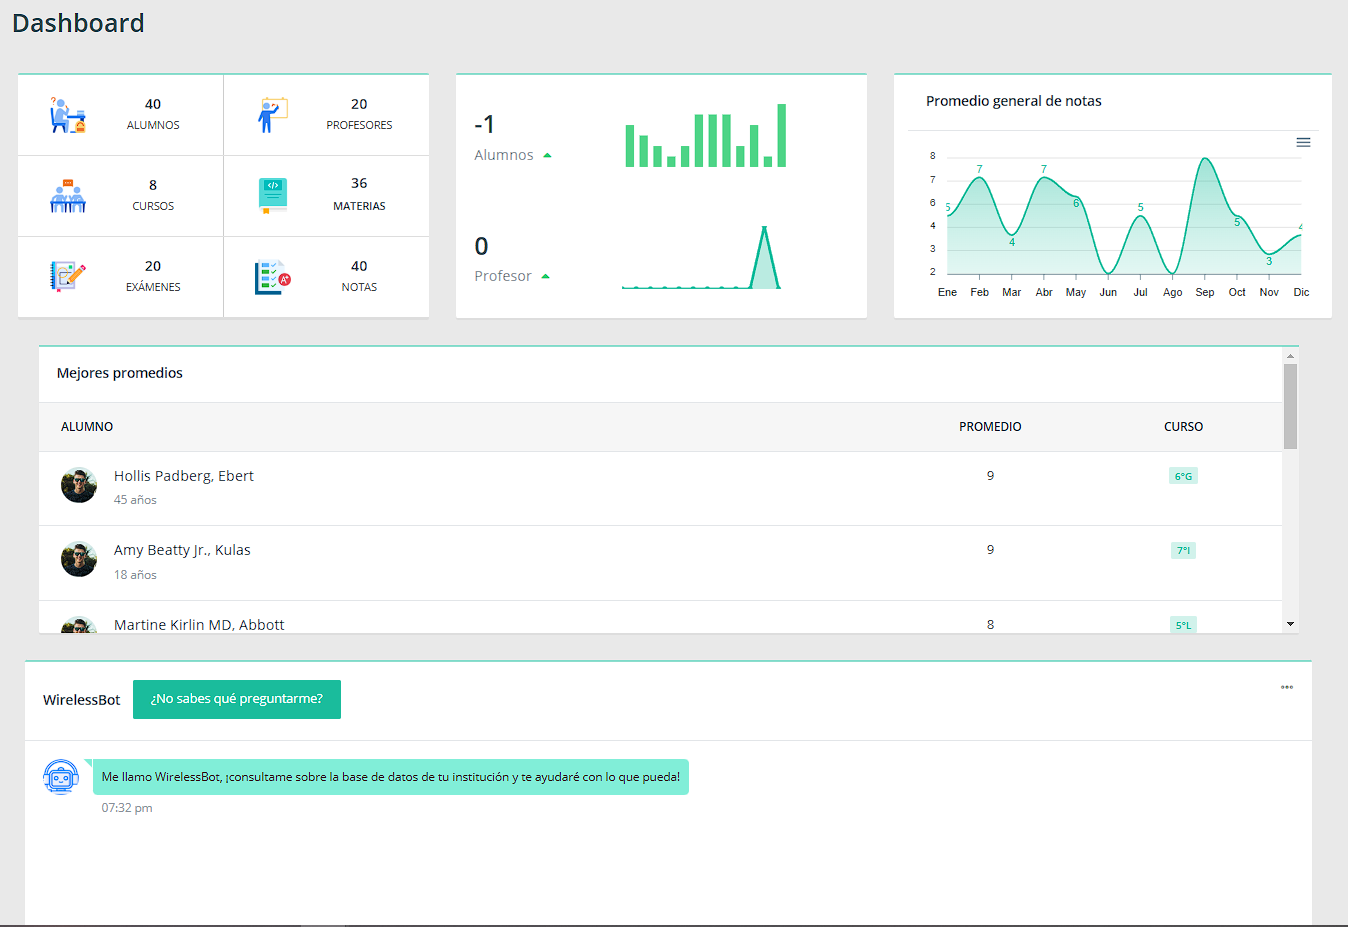 Dashboard
40
ALUMNOS
20
PROFESORES
8
CURSOS
36
MATERIAS
20
EXÁMENES
40
NOTAS
-1
Alumnos
0
Profesor
Promedio general de notas
8
7
6
4
3
2
5
7
4
7
6
5
5
3
4
Ene Feb Mar Abr May Jun Jul Ago Sep Oct Nov Dic
Mejores promedios
ALUMNO PROMEDIO CURSO
Hollis Padberg, Ebert 9 6°G
45 años
Amy Beatty Jr., Kulas 9 7°I
18 años
Martine Kirlin MD, Abbott 8 5°L
WirelessBot ¿No sabes qué preguntarme?
Me llamo WirelessBot, ¡consultame sobre la base de datos de tu institución y te ayudaré con lo que pueda!
07:32 pm